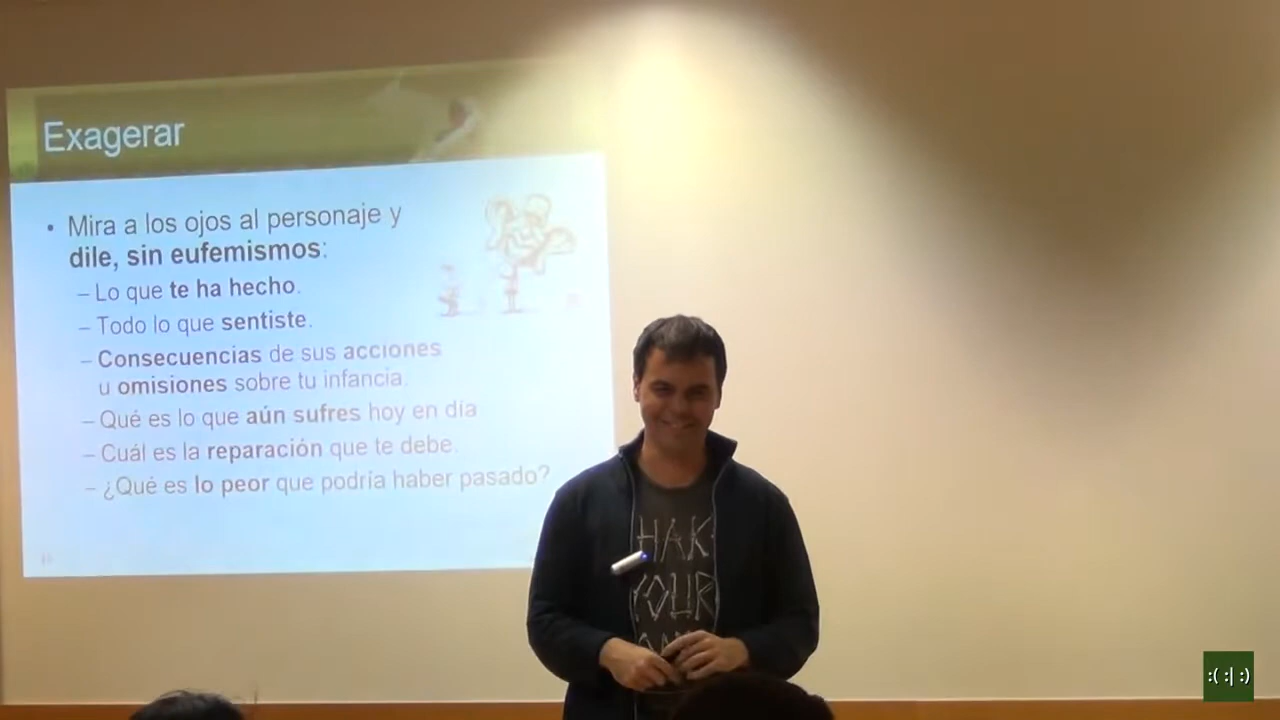 Exagerar
• Mira a los ojos al personaje y
dile, sin eufemismos:
– Lo que te ha hecho.
– Todo lo que sentiste.
– Consecuencias de sus acciones
u omisiones sobre tu infancia.
– Qué es lo que aún sufres hoy en día
– Cuál es la reparación que te debe.
– ¿Qué es lo peor que podría haber pasado?
HAK
YOUR
:( :| :)